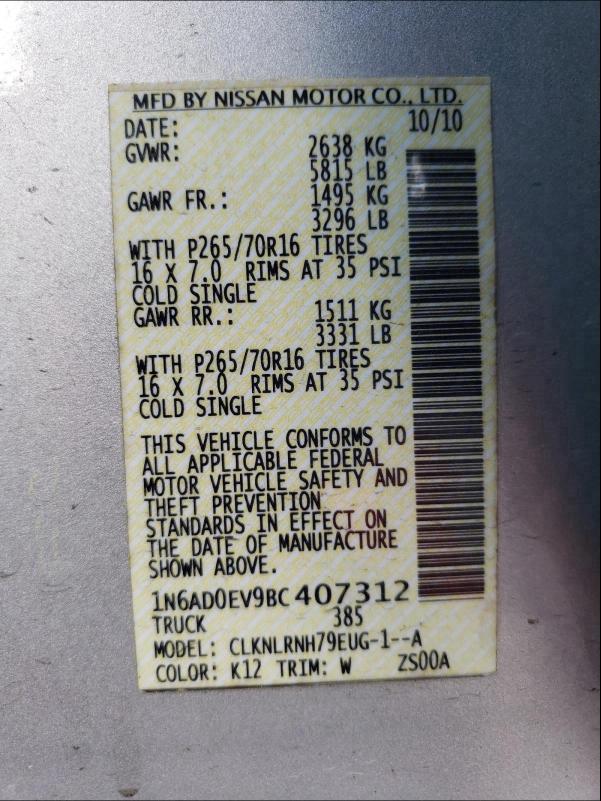 MFD BY NISSAN MOTOR CO., LTD.
DATE: 10/10
GVWR: 2638 KG
5815 LB
GAWR FR.: 1495 KG
3296 LB
WITH P265/70R16 TIRES
16 X 7.0 RIMS AT 35 PSI
COLD SINGLE
GAWR RR.: 1511 KG
3331 LB
WITH P265/70R16 TIRES
16 X 7.0 RIMS AT 35 PSI
COLD SINGLE
THIS VEHICLE CONFORMS TO
ALL APPLICABLE FEDERAL
MOTOR VEHICLE SAFETY AND
THEFT PREVENTION
STANDARDS IN EFFECT ON
THE DATE OF MANUFACTURE
SHOWN ABOVE.
1N6AD0EV9BC407312
TRUCK 385
MODEL: CLKNLRNH79EUG-1--A
COLOR: K12 TRIM: W ZS00A